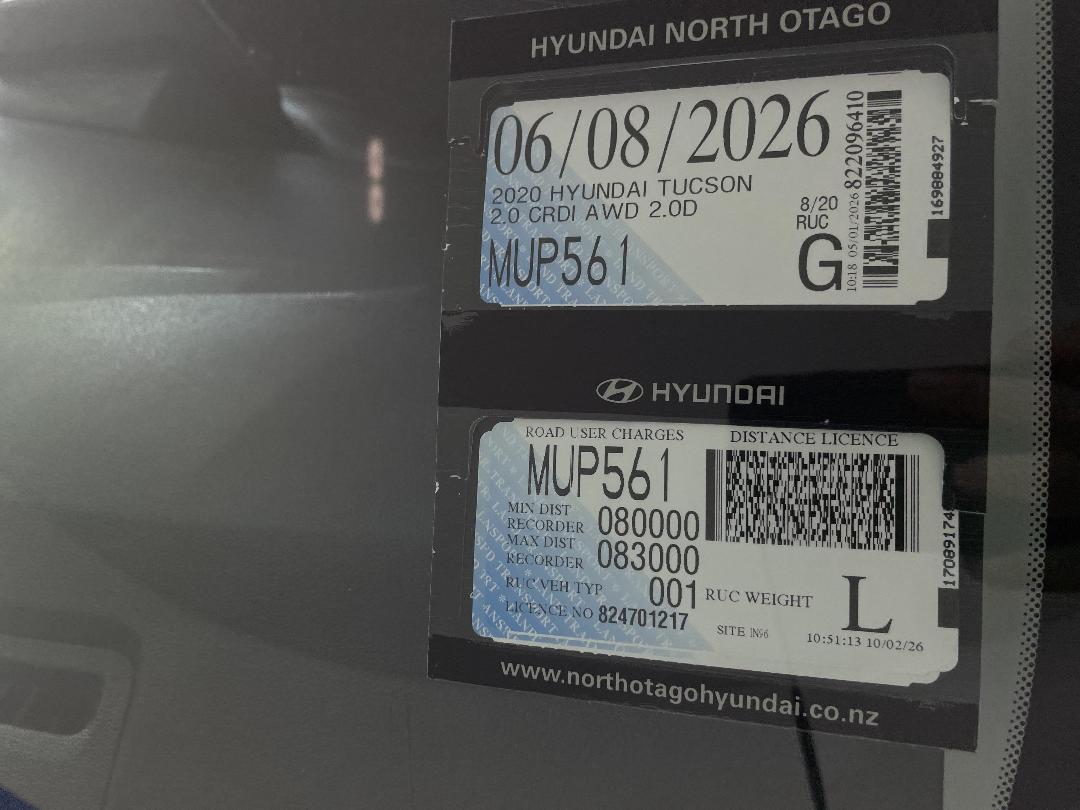 HYUNDAI NORTH OTAGO
06/08/2026
2020 HYUNDAI TUCSON
2.0 CRDI AWD 2.0D
MUP561
8/20
RUC
G
10:18 05/01/2026 822096410
169884927
HYUNDAI
ROAD USER CHARGES
DISTANCE LICENCE
MUP561
MIN DIST
RECORDER 080000
MAX DIST
RECORDER 083000
RUC VEH TYP 001
RUC WEIGHT L
LICENCE NO 824701217
SITE IN96
10:51:13 10/02/26
www.northotagohyundai.co.nz